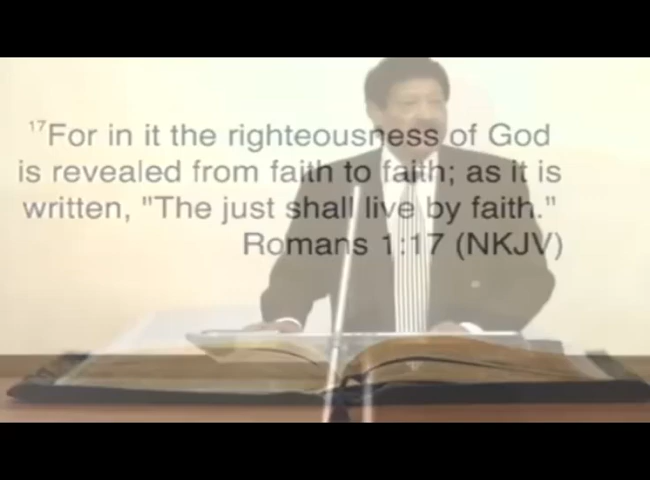 17For in it the righteousness of God
is revealed from faith to faith; as it is
written, "The just shall live by faith."
Romans 1:17 (NKJV)